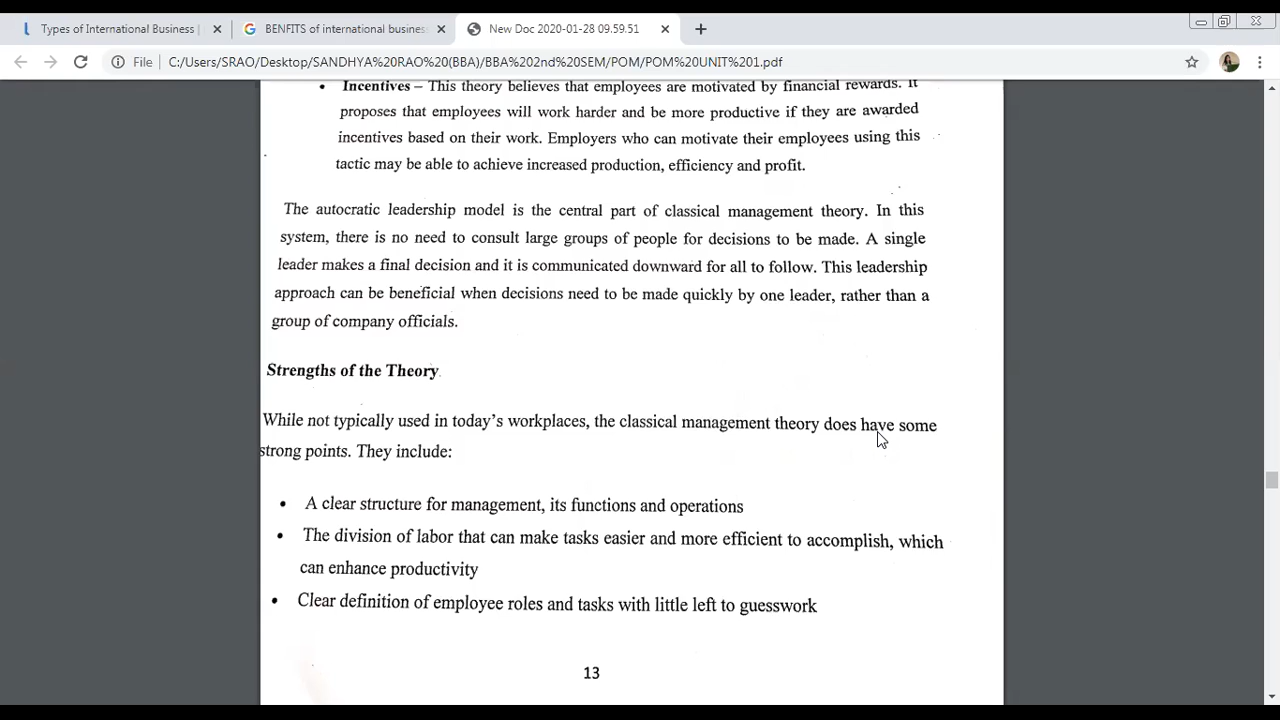 Types of International Business |
BENFITS of international busines
New Doc 2020-01-28 09.59.51
File
C:/Users/SRAO/Desktop/SANDHYA%20RAO%20(BBA)/BBA%202nd%20SEM/POM/POM%20UNIT%201.pdf
• Incentives – This theory believes that employees are motivated by financial rewards. It
proposes that employees will work harder and be more productive if they are awarded
incentives based on their work. Employers who can motivate their employees using this
tactic may be able to achieve increased production, efficiency and profit.
The autocratic leadership model is the central part of classical management theory. In this
system, there is no need to consult large groups of people for decisions to be made. A single
leader makes a final decision and it is communicated downward for all to follow. This leadership
approach can be beneficial when decisions need to be made quickly by one leader, rather than a
group of company officials.
Strengths of the Theory
While not typically used in today's workplaces, the classical management theory does have some
strong points. They include:
• A clear structure for management, its functions and operations
• The division of labor that can make tasks easier and more efficient to accomplish, which
can enhance productivity
• Clear definition of employee roles and tasks with little left to guesswork
13